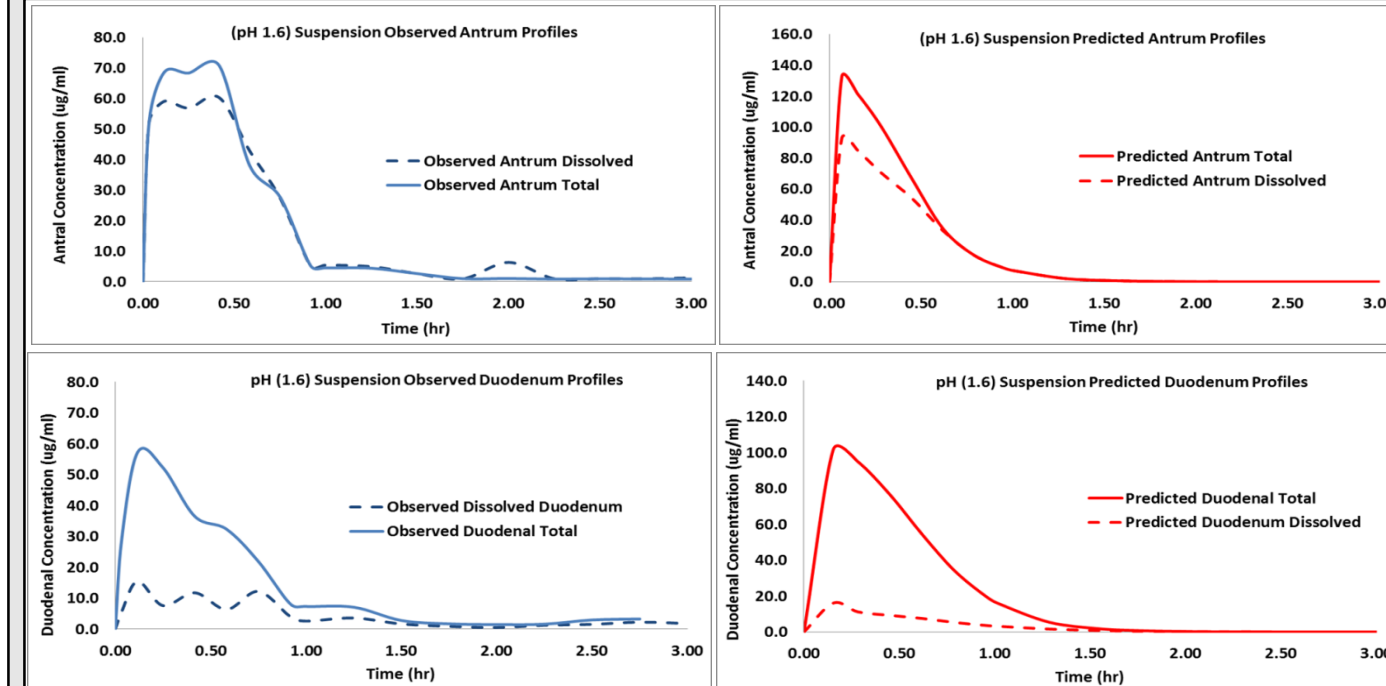 (pH 1.6) Suspension Observed Antrum Profiles
80.0
70.0
60.0
50.0
40.0
30.0
20.0
10.0
0.0
Antral Concentration (ug/ml)
Observed Antrum Dissolved
Observed Antrum Total
0.00 0.50 1.00 1.50 2.00 2.50 3.00
Time (hr)
(pH 1.6) Suspension Predicted Antrum Profiles
160.0
140.0
120.0
100.0
80.0
60.0
40.0
20.0
0.0
Antral Concentration (ug/ml)
Predicted Antrum Total
Predicted Antrum Dissolved
0.00 0.50 1.00 1.50 2.00 2.50 3.00
Time (hr)
pH (1.6) Suspension Observed Duodenum Profiles
80.0
70.0
60.0
50.0
40.0
30.0
20.0
10.0
0.0
Duodenal Concentration (ug/ml)
Observed Dissolved Duodenum
Observed Duodenal Total
0.00 0.50 1.00 1.50 2.00 2.50 3.00
Time (hr)
pH (1.6) Suspension Predicted Duodenum Profiles
140.0
120.0
100.0
80.0
60.0
40.0
20.0
0.0
Duodenal Concentration (ug/ml)
Predicted Duodenal Total
Predicted Duodenum Dissolved
0.00 0.50 1.00 1.50 2.00 2.50 3.00
Time (hr)